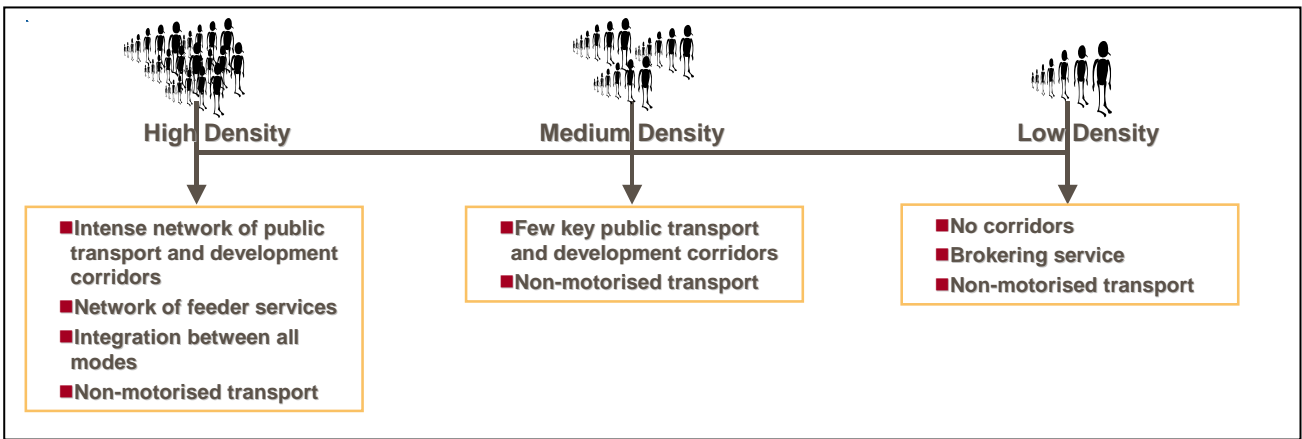 High Density
Medium Density
Low Density
■Intense network of public
transport and development
corridors
■Network of feeder services
■Integration between all
modes
■Non-motorised transport
■Few key public transport
and development corridors
■Non-motorised transport
■No corridors
■Brokering service
■Non-motorised transport